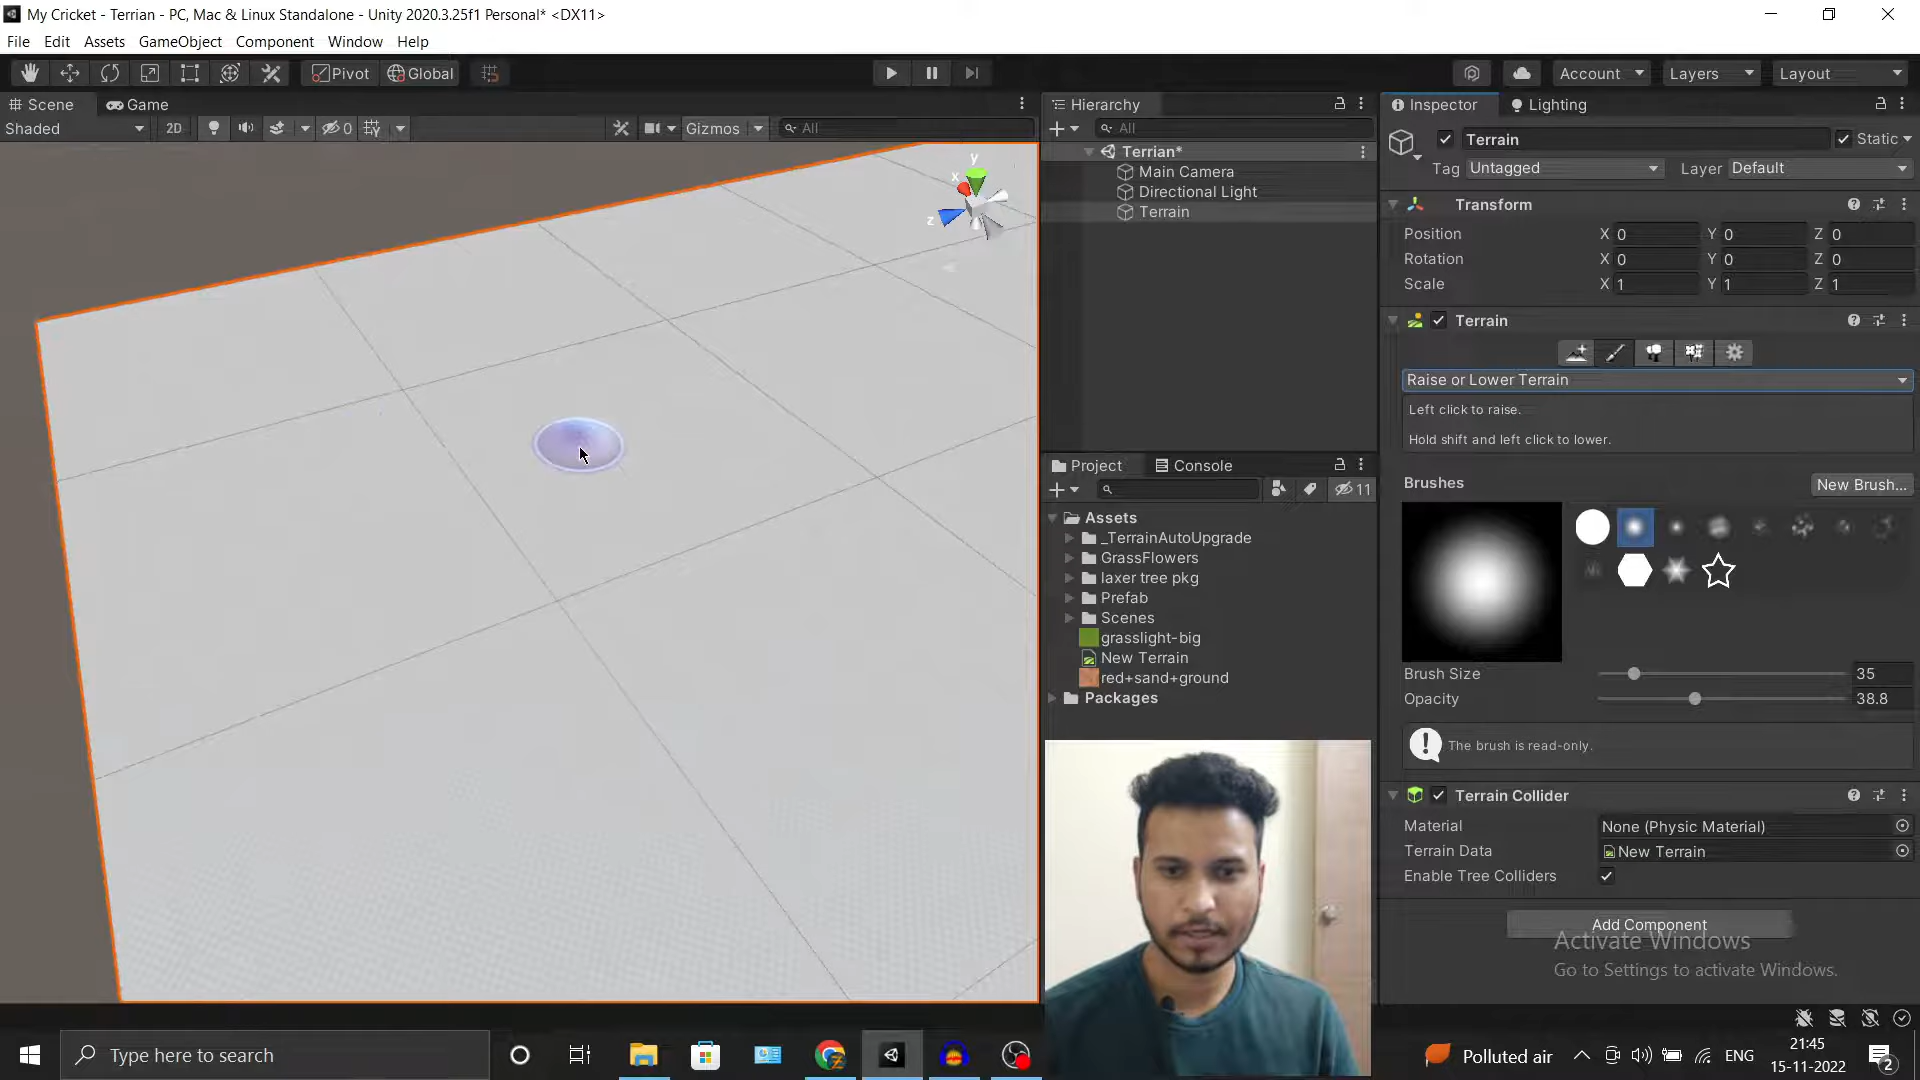 My Cricket - Terrian - PC, Mac & Linux Standalone - Unity 2020.3.25f1 Personal* <DX11>
File Edit Assets GameObject Component Window Help
Pivot Global Account Layers Layout
Scene Game
Shaded 2D 0 Gizmos All
y
x
z
Hierarchy
All
Terrian*
Main Camera
Directional Light
Terrain
Project Console
11
Assets
_TerrainAutoUpgrade
GrassFlowers
laxer tree pkg
Prefab
Scenes
grasslight-big
New Terrain
red+sand+ground
Packages
Inspector Lighting
Terrain Static
Tag Untagged Layer Default
Transform
Position X 0 Y 0 Z 0
Rotation X 0 Y 0 Z 0
Scale X 1 Y 1 Z 1
Terrain
Raise or Lower Terrain
Left click to raise.
Hold shift and left click to lower.
Brushes New Brush...
Brush Size 35
Opacity 38.8
The brush is read-only.
Terrain Collider
Material None (Physic Material)
Terrain Data New Terrain
Enable Tree Colliders
Add Component
Activate Windows
Go to Settings to activate Windows.
Type here to search
Polluted air ENG 21:45
15-11-2022
2